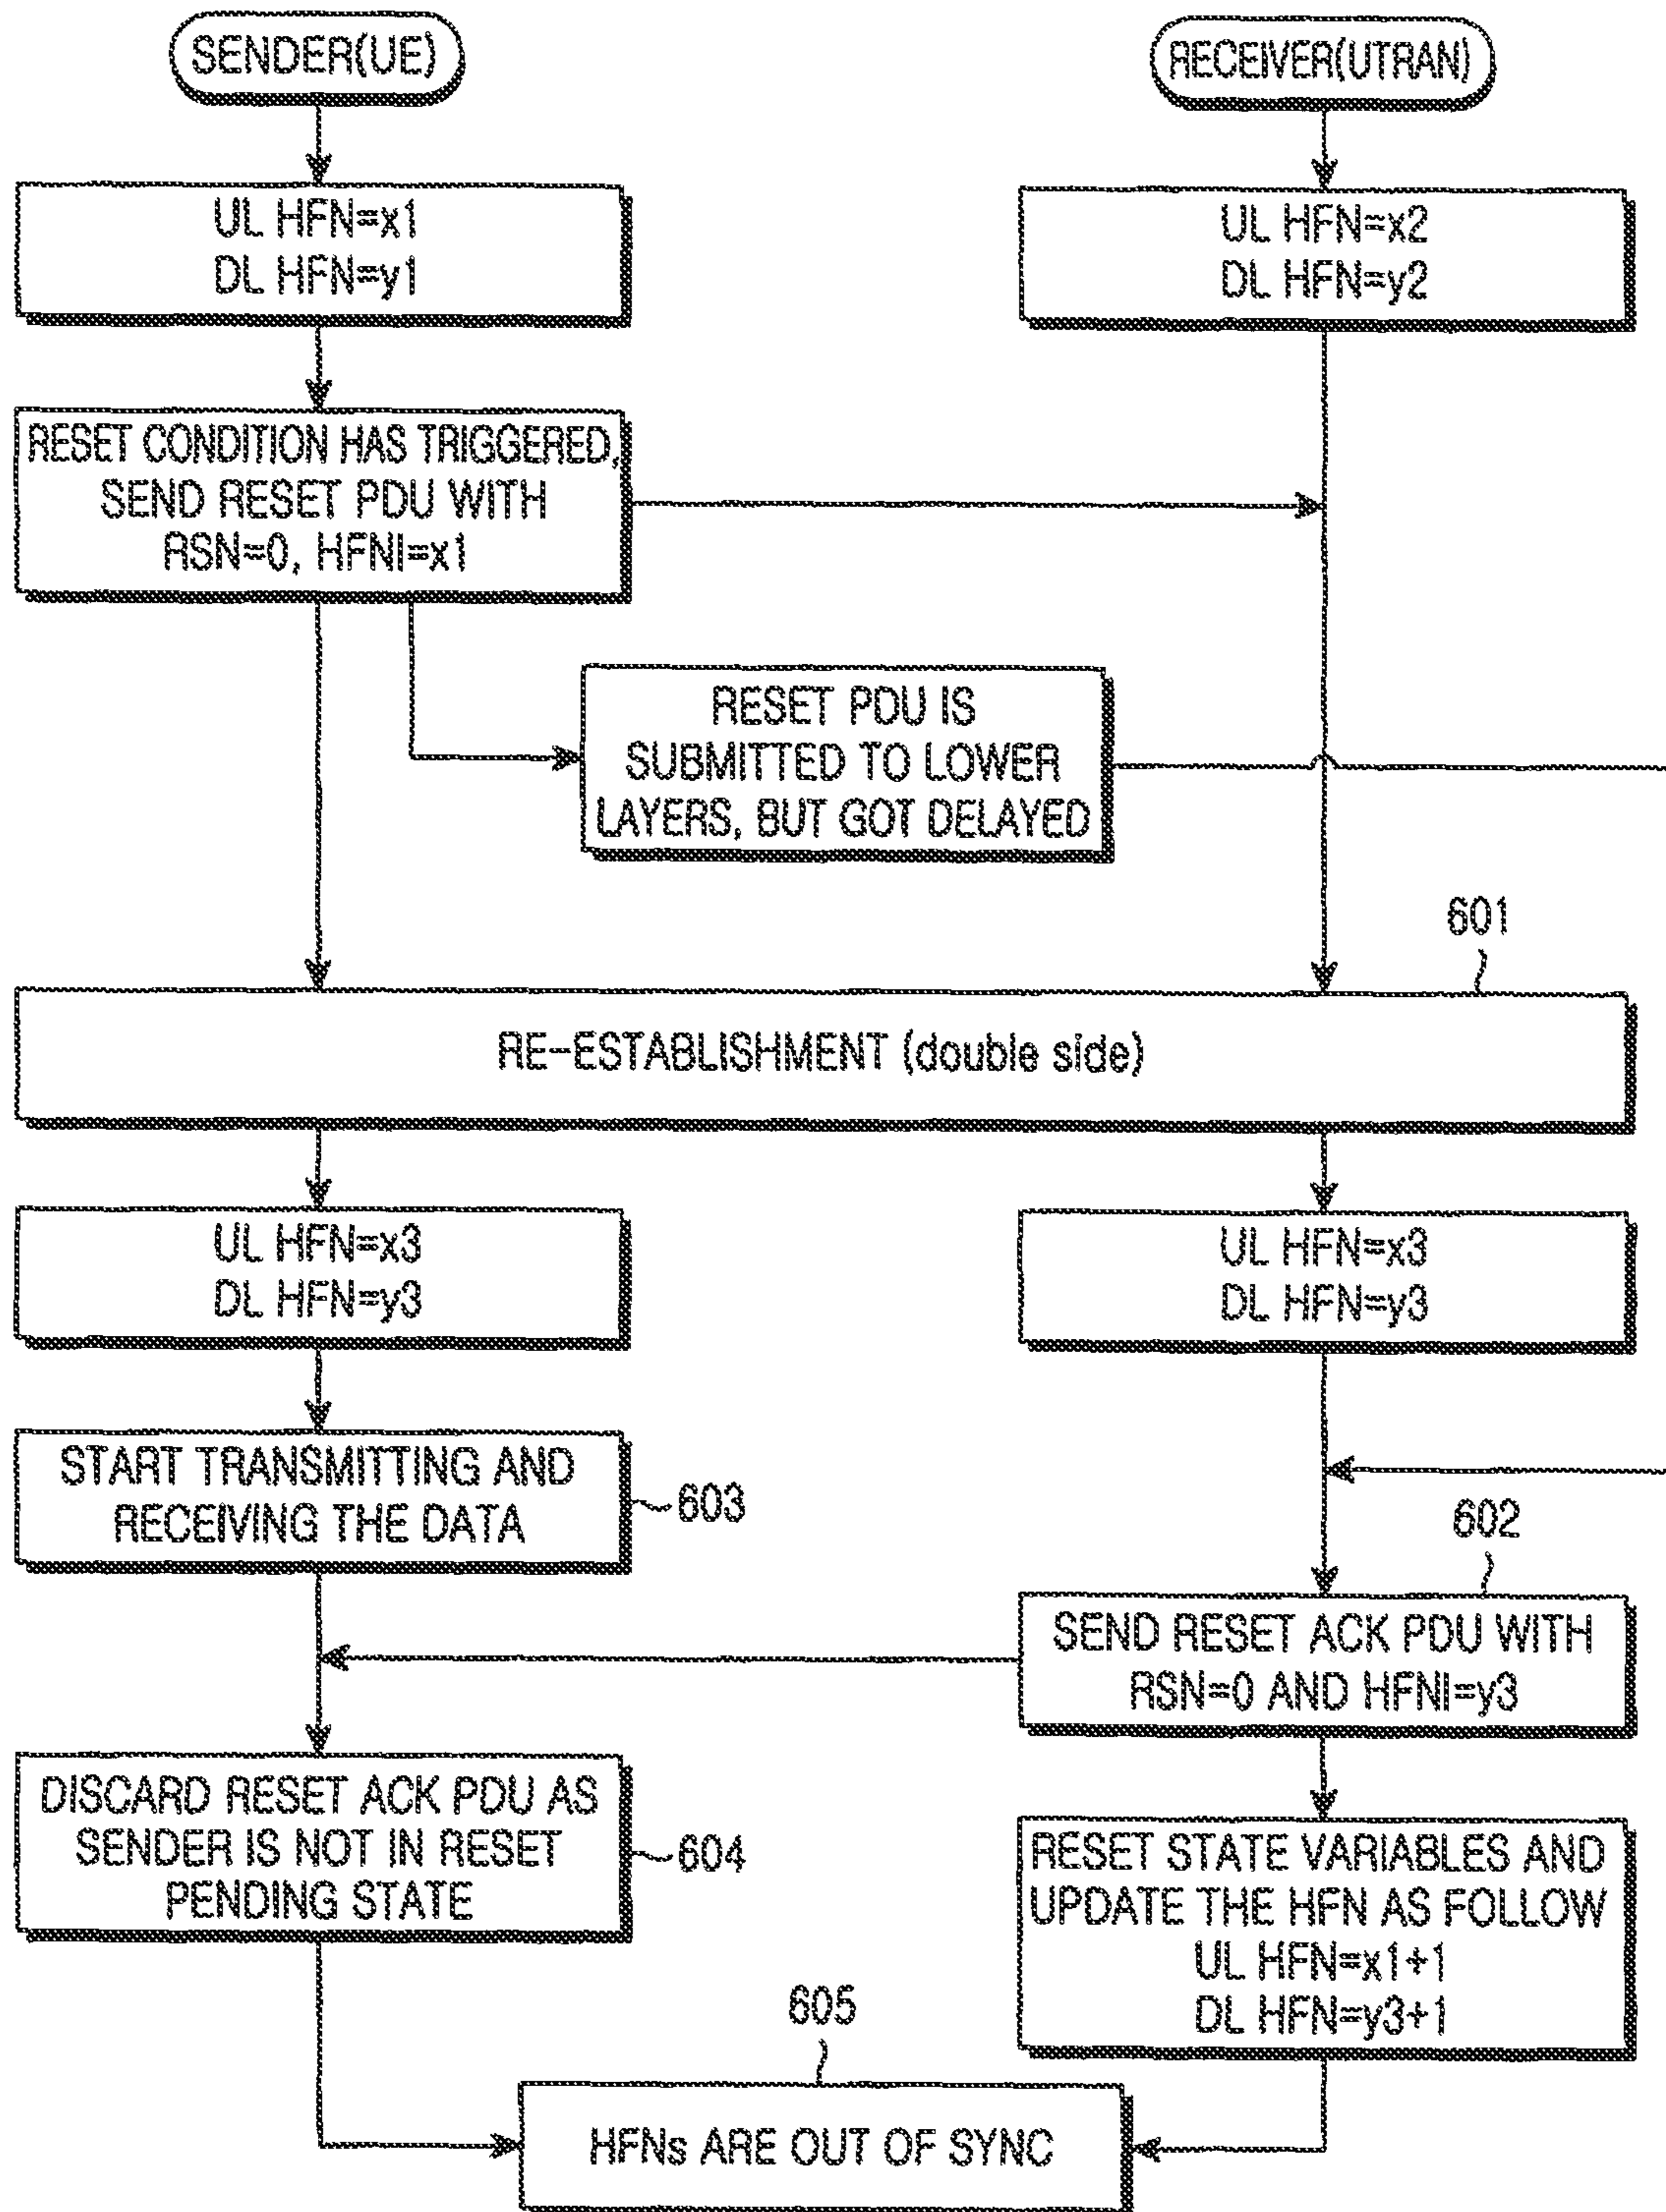 SENDER(UE)
RECEIVER(UTRAN)
UL HFN=x1
DL HFN=y1
UL HFN=x2
DL HFN=y2
RESET CONDITION HAS TRIGGERED,
SEND RESET PDU WITH
RSN=0, HFNI=x1
RESET PDU IS
SUBMITTED TO LOWER
LAYERS, BUT GOT DELAYED
601
RE-ESTABLISHMENT (double side)
UL HFN=x3
DL HFN=y3
UL HFN=x3
DL HFN=y3
START TRANSMITTING AND
RECEIVING THE DATA
603
602
SEND RESET ACK PDU WITH
RSN=0 AND HFNI=y3
DISCARD RESET ACK PDU AS
SENDER IS NOT IN RESET
PENDING STATE
604
RESET STATE VARIABLES AND
UPDATE THE HFN AS FOLLOW
UL HFN=x1+1
DL HFN=y3+1
605
HFNs ARE OUT OF SYNC